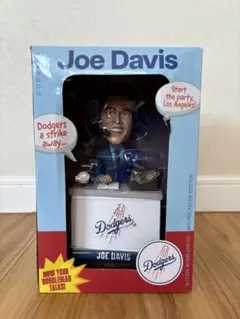 Joe Davis
Start the
party,
Los Angeles!
Dodgers
a strike
away...
Dodgers
JOE DAVIS
NOW YOUR
BOBBLEHEAD
TALKS!
Dodgers